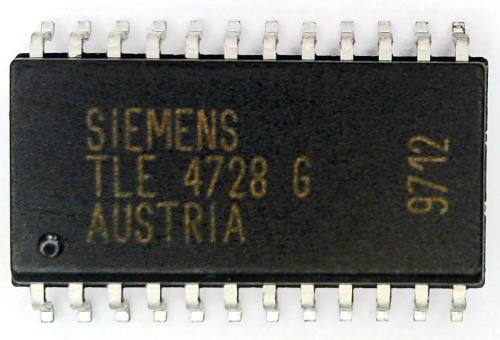 SIEMENS
TLE 4728 G
AUSTRIA
9712